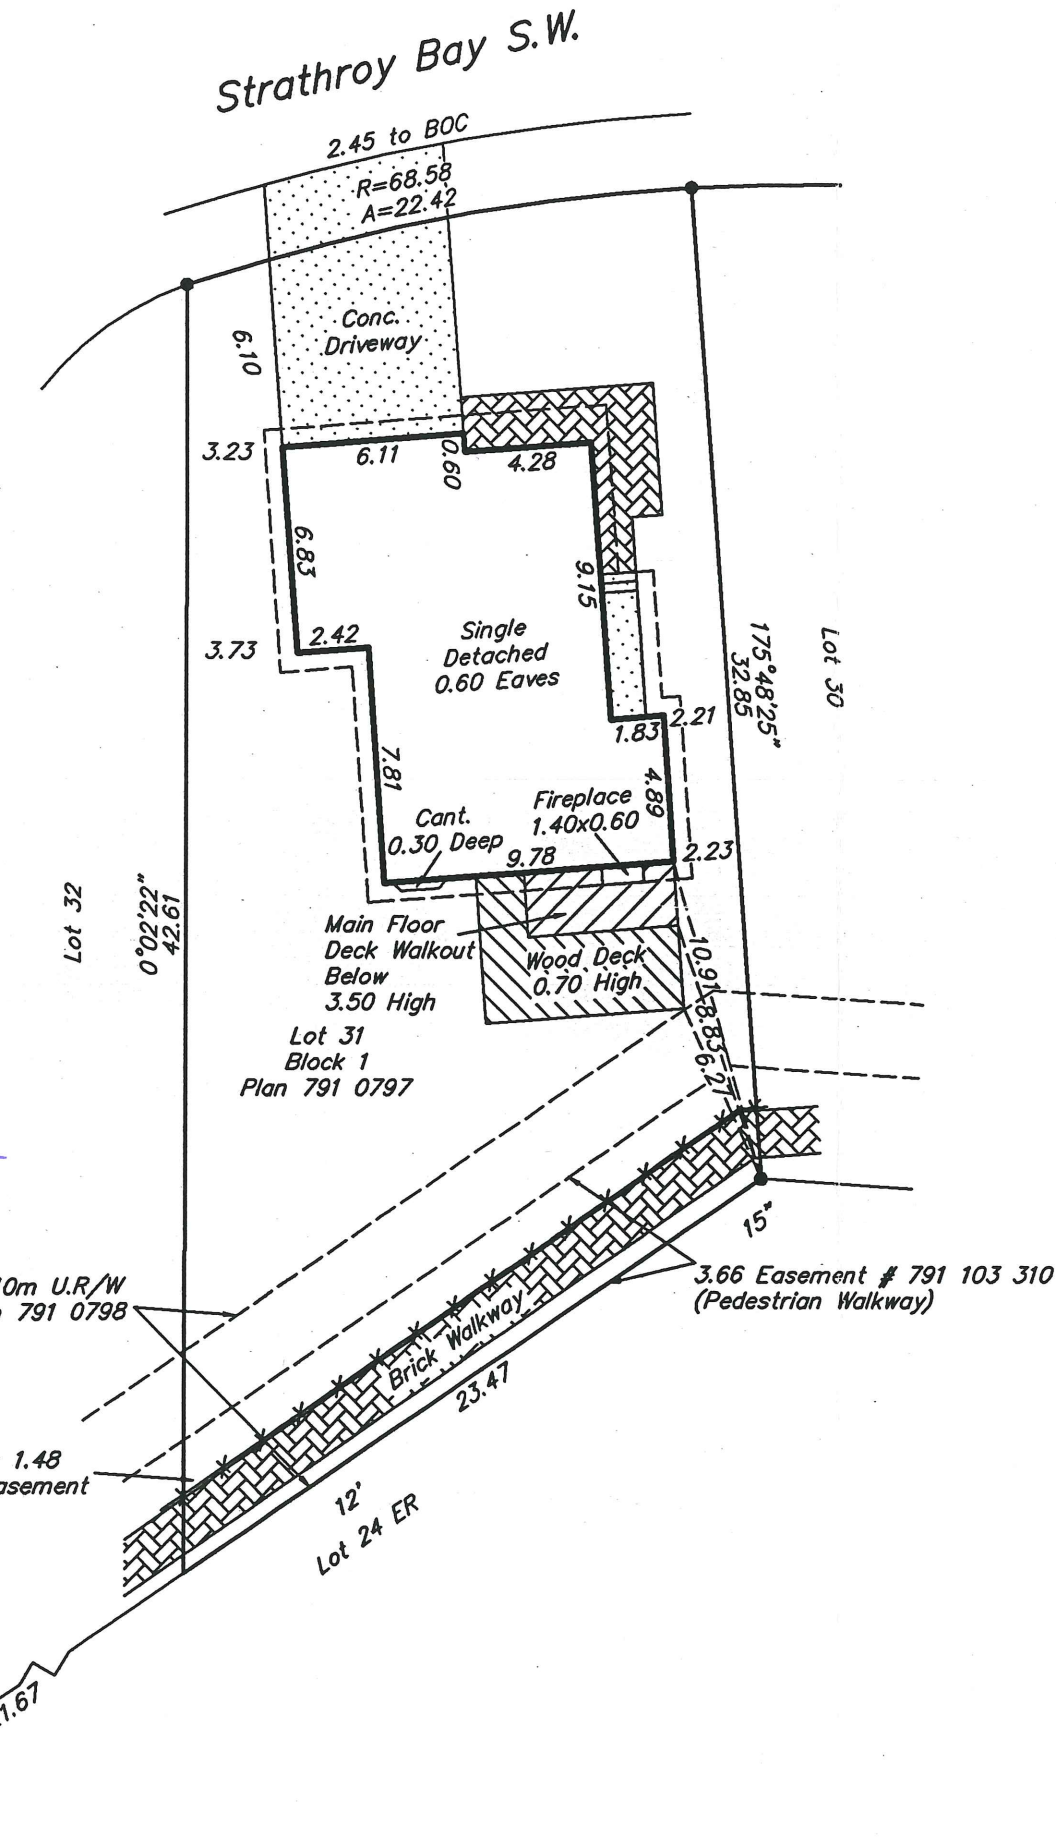 Strathroy Bay S.W.
2.45 to BOC
R=68.58
A=22.42
Conc.
Driveway
6.10
3.23
6.11
0.60
4.28
6.83
9.15
3.73
2.42
Single
Detached
0.60 Eaves
175°48'25"
32.85
Lot 30
1.83
2.21
7.81
4.89
Fireplace
1.40x0.60
Cant.
0.30 Deep
9.78
2.23
Lot 32
0°02'22"
42.61
Main Floor
Deck Walkout
Below
3.50 High
Wood Deck
0.70 High
10.91
8.83
6.27
Lot 31
Block 1
Plan 791 0797
15"
0m U.R/W
791 0798
3.66 Easement # 791 103 310
(Pedestrian Walkway)
Brick Walkway
23.47
1.48
asement
12'
Lot 24 ER
1.67